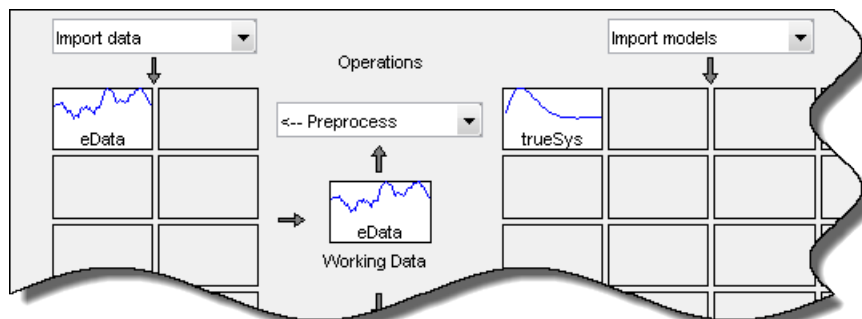 Import data
Import models
Operations
<-- Preprocess
eData
trueSys
eData
Working Data